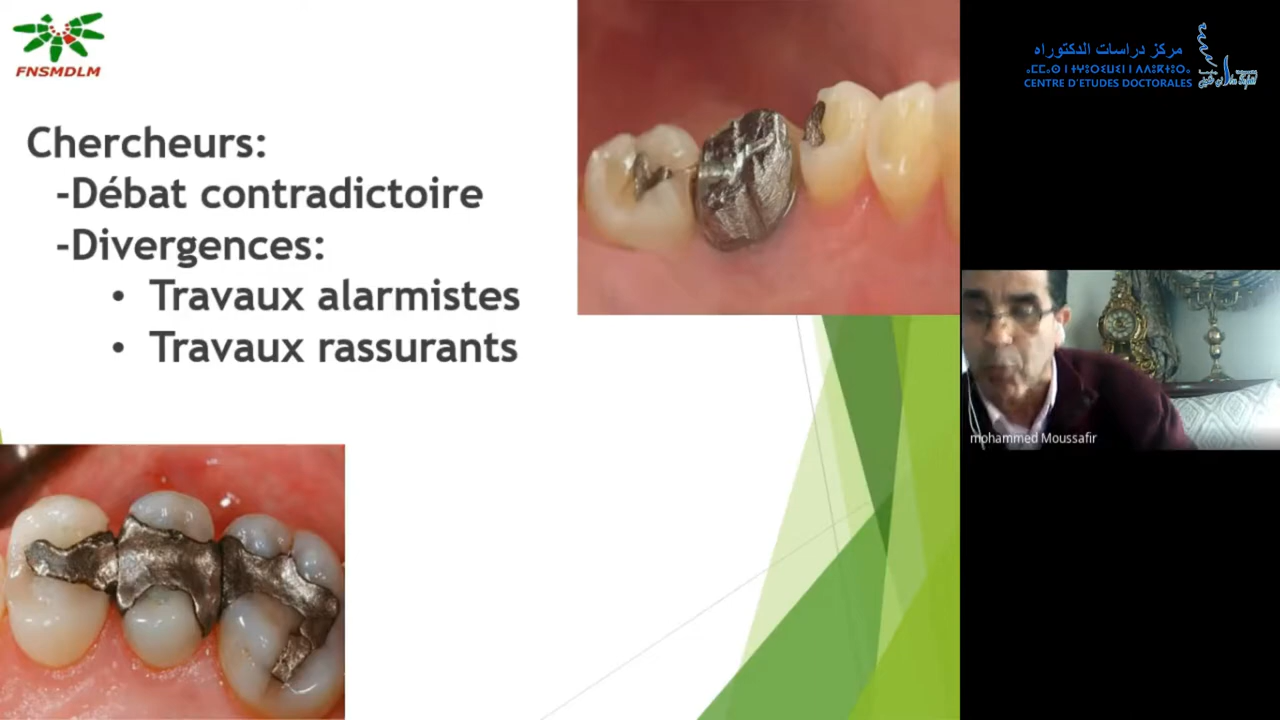 FNSMDLM
Chercheurs:
-Débat contradictoire
-Divergences:
• Travaux alarmistes
• Travaux rassurants
مركز دراسات الدكتوراه
CENTRE D'ETUDES DOCTORALES
mohammed Moussafir